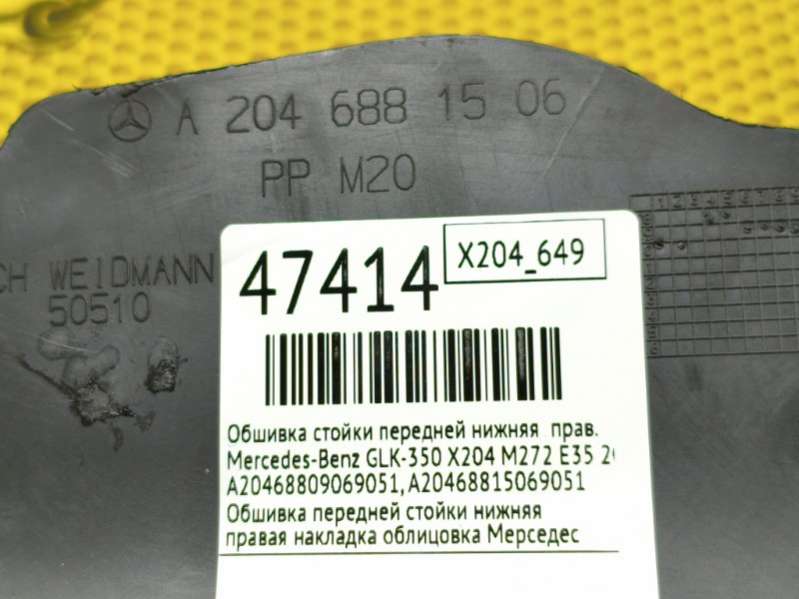 A 204 688 15 06
PP M20
CH WEIDMANN
50510
47414
X204_649
Обшивка стойки передней нижняя прав.
Mercedes-Benz GLK-350 X204 M272 E35
A20468809069051, A20468815069051
Обшивка передней стойки нижняя
правая накладка облицовка Мерседес